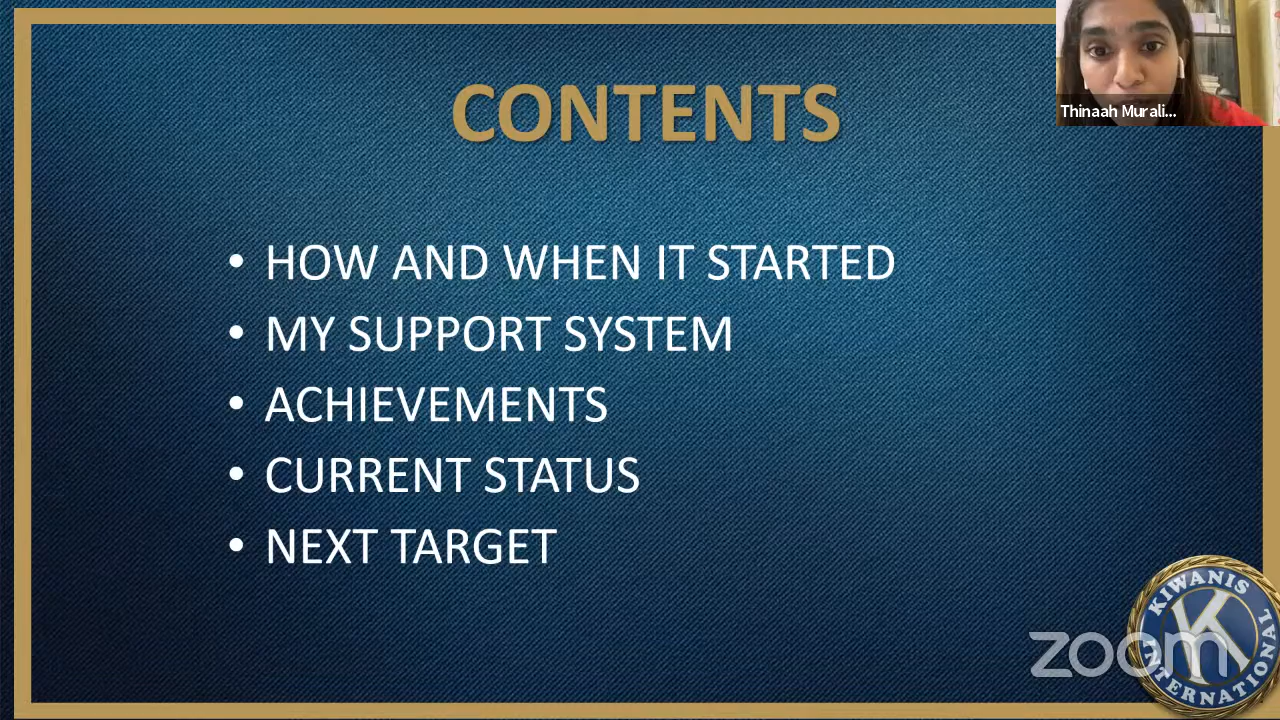 CONTENTS
Thinaah Murali...
• HOW AND WHEN IT STARTED
• MY SUPPORT SYSTEM
• ACHIEVEMENTS
• CURRENT STATUS
• NEXT TARGET
KIWANIS
K
INTERNATIONAL
zoom